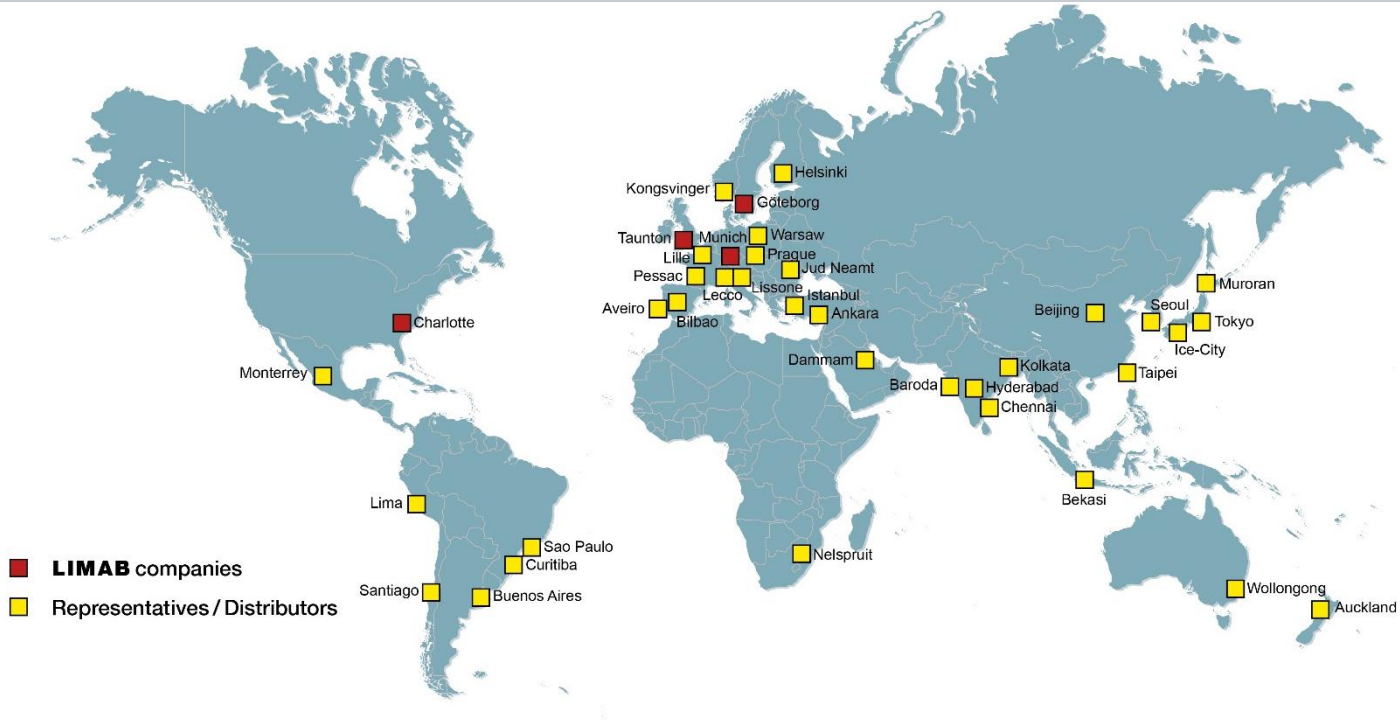 Helsinki
Kongsvinger
Göteborg
Taunton
Munich
Warsaw
Lille
Prague
Pessac
Jud Neamt
Lecco
Lissone
Istanbul
Aveiro
Bilbao
Ankara
Charlotte
Monterrey
Dammam
Baroda
Kolkata
Hyderabad
Chennai
Beijing
Seoul
Muroran
Tokyo
Ice-City
Taipei
Bekasi
Lima
Sao Paulo
Curitiba
Santiago
Buenos Aires
Nelspruit
Wollongong
Auckland
LIMAB companies
Representatives / Distributors